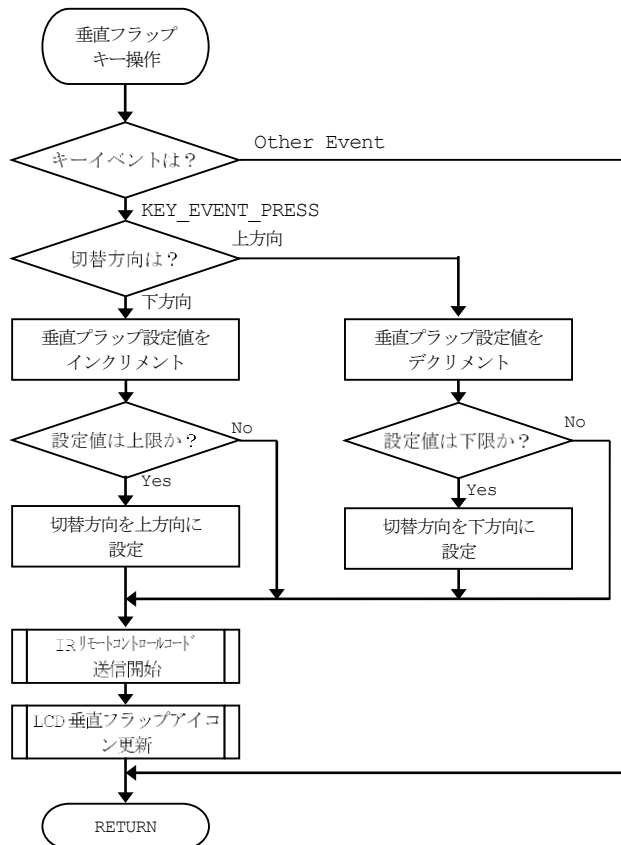 垂直フラップ
キー操作
キーイベントは？
Other Event
KEY_EVENT_PRESS
切替方向は？
上方向
下方向
垂直プラップ設定値を
インクリメント
垂直プラップ設定値を
デクリメント
設定値は上限か？
No
設定値は下限か？
No
Yes
Yes
切替方向を上方向に
設定
切替方向を下方向に
設定
IRリモートコントロールコード
送信開始
LCD垂直フラップアイコ
ン更新
RETURN